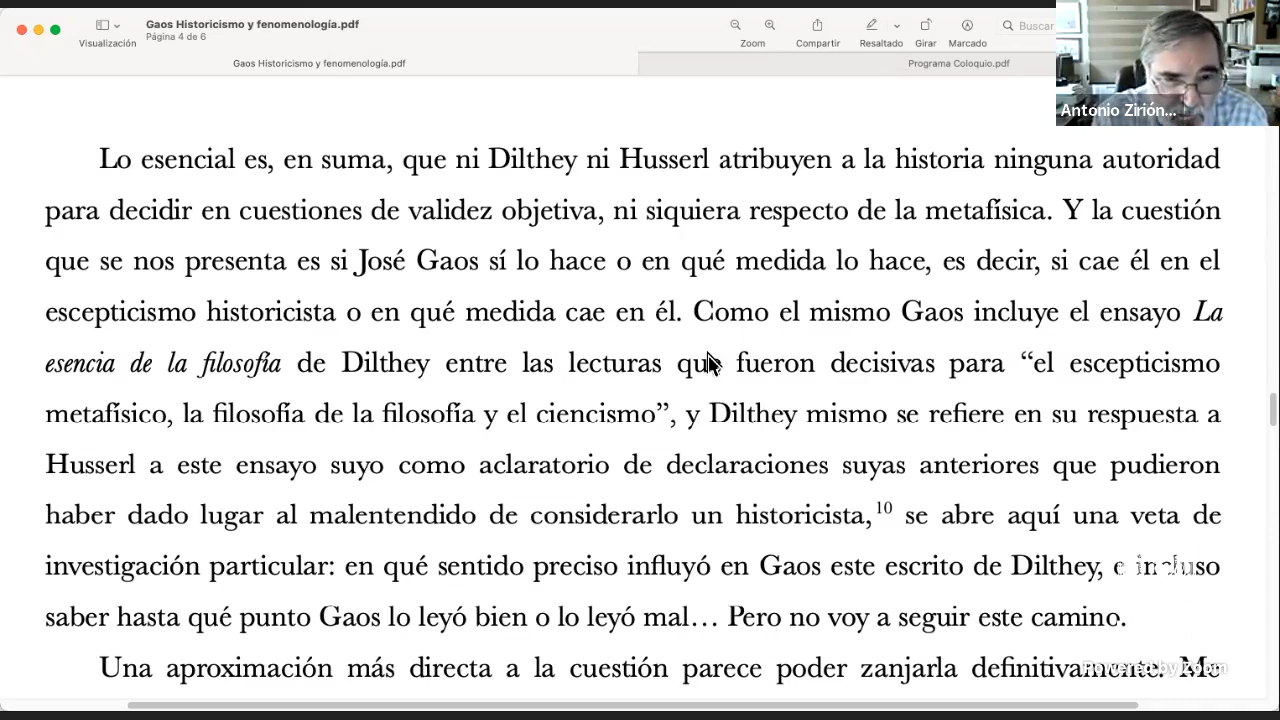 Gaos Historicismo y fenomenología.pdf
Página 4 de 6
Visualización
Zoom
Compartir
Resaltado
Girar
Marcado
Buscar
Gaos Historicismo y fenomenología.pdf
Programa Coloquio.pdf
Antonio Zirión...
Lo esencial es, en suma, que ni Dilthey ni Husserl atribuyen a la historia ninguna autoridad
para decidir en cuestiones de validez objetiva, ni siquiera respecto de la metafísica. Y la cuestión
que se nos presenta es si José Gaos sí lo hace o en qué medida lo hace, es decir, si cae él en el
escepticismo historicista o en qué medida cae en él. Como el mismo Gaos incluye el ensayo La
esencia de la filosofía de Dilthey entre las lecturas que fueron decisivas para “el escepticismo
metafísico, la filosofía de la filosofía y el ciencismo”, y Dilthey mismo se refiere en su respuesta a
Husserl a este ensayo suyo como aclaratorio de declaraciones suyas anteriores que pudieron
haber dado lugar al malentendido de considerarlo un historicista,10 se abre aquí una veta de
investigación particular: en qué sentido preciso influyó en Gaos este escrito de Dilthey, e incluso
saber hasta qué punto Gaos lo leyó bien o lo leyó mal… Pero no voy a seguir este camino.
Una aproximación más directa a la cuestión parece poder zanjarla definitivamente. Me
Powered by Zoom